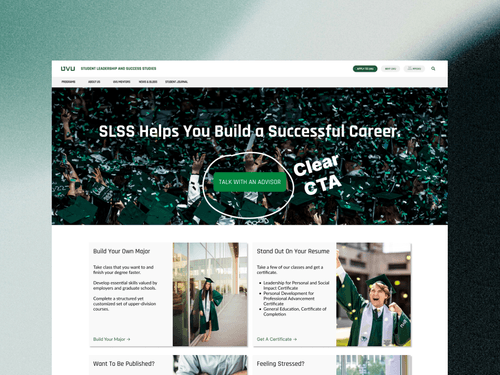 UVU STUDENT LEADERSHIP AND SUCCESS STUDIES
APPLY TO UVU
PROGRAMS ABOUT US UVU MENTORS NEWS & BLOGS STUDENT JOURNAL
SLSS Helps You Build a Successful Career.
TALK WITH AN ADVISOR
Clear
CTA
Build Your Own Major
Take class that you want to and
finish your degree faster.
Develop essential skills valued by
employers and graduate schools.
Complete a structured yet
customized set of upper-division
courses.
Build Your Major →
Stand Out On Your Resume
Take a few of our classes and get a
certificate.
• Leadership for Personal and Social
Impact Certificate
• Personal Development for
Professional Advancement
Certificate
• General Education, Certificate of
Completion
Get A Certificate →
Want To Be Published?
Feeling Stressed?